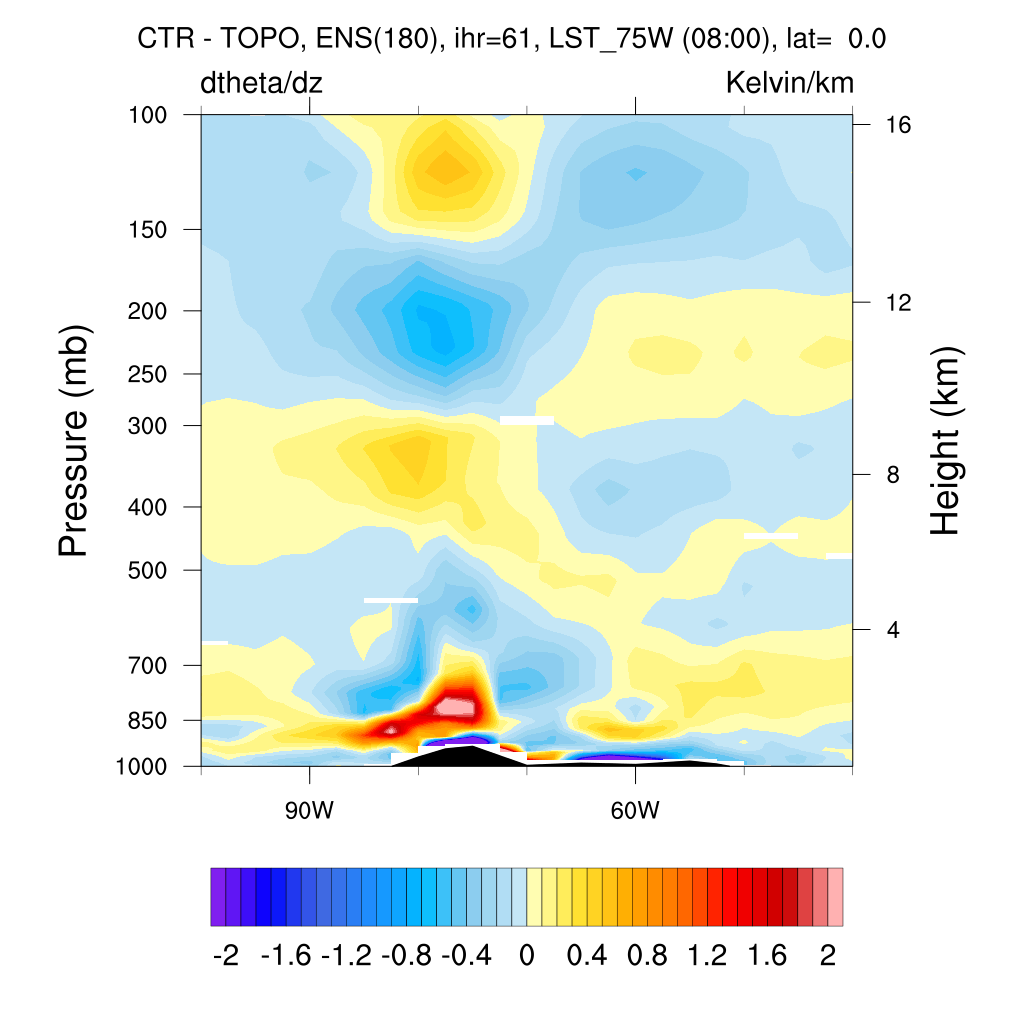 CTR - TOPO, ENS(180), ihr=61, LST_75W (08:00), lat=  0.0
dtheta/dz Kelvin/km
100
150
200
250
300
400
500
700
850
1000
Pressure (mb)
16
12
8
4
Height (km)
90W 60W
-2 -1.6 -1.2 -0.8 -0.4 0 0.4 0.8 1.2 1.6 2